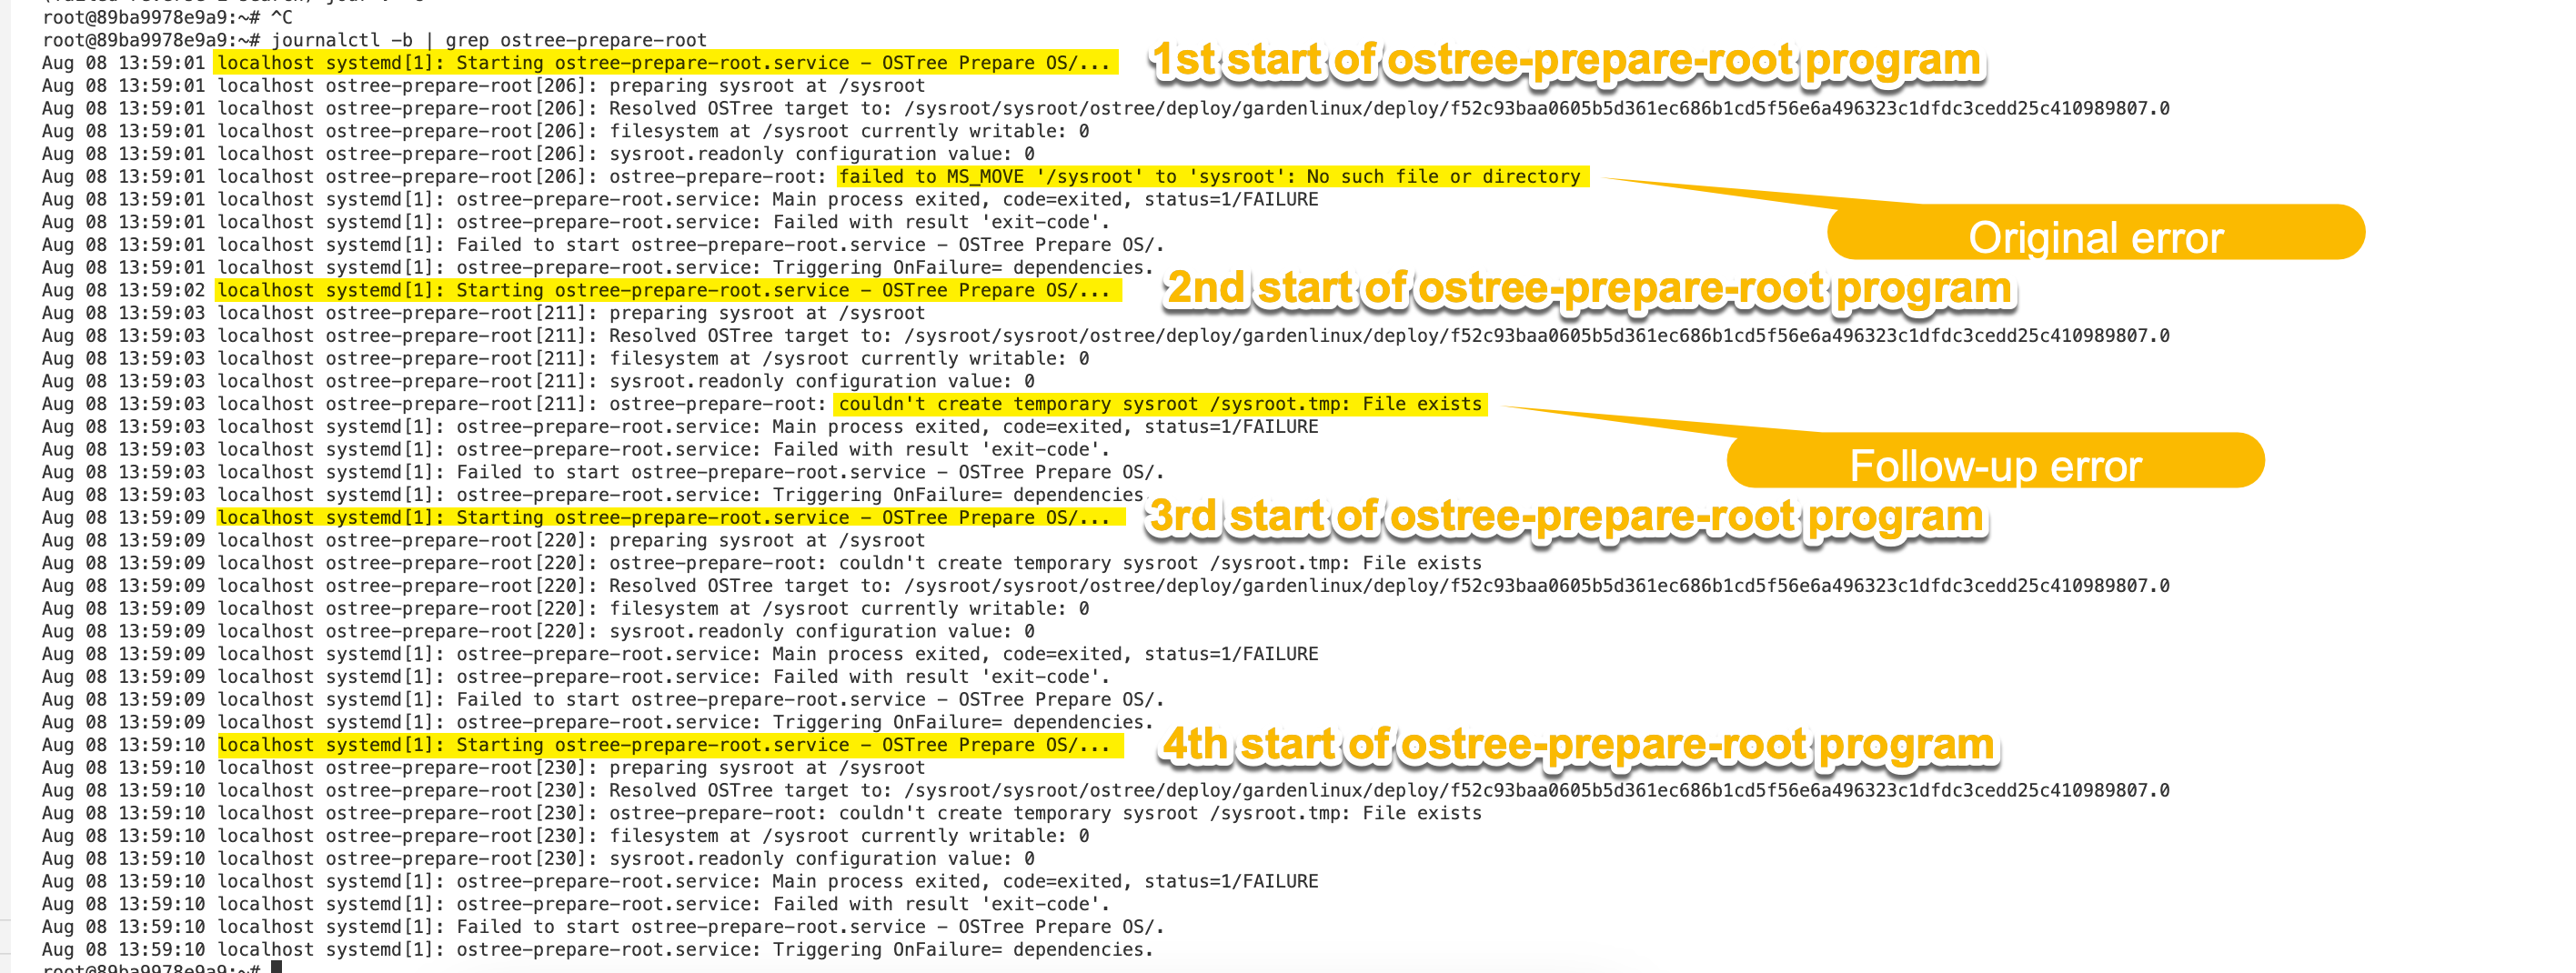 root@89ba9978e9a9:~# ^C
root@89ba9978e9a9:~# journalctl -b | grep ostree-prepare-root
Aug 08 13:59:01 localhost systemd[1]: Starting ostree-prepare-root.service - OSTree Prepare OS/...
1st start of ostree-prepare-root program
Aug 08 13:59:01 localhost ostree-prepare-root[206]: preparing sysroot at /sysroot
Aug 08 13:59:01 localhost ostree-prepare-root[206]: Resolved OSTree target to: /sysroot/sysroot/ostree/deploy/gardenlinux/deploy/f52c93baa0605b5d361ec686b1cd5f56e6a496323c1dfdc3cedd25c410989807.0
Aug 08 13:59:01 localhost ostree-prepare-root[206]: filesystem at /sysroot currently writable: 0
Aug 08 13:59:01 localhost ostree-prepare-root[206]: sysroot.readonly configuration value: 0
Aug 08 13:59:01 localhost ostree-prepare-root[206]: ostree-prepare-root: failed to MS_MOVE '/sysroot' to 'sysroot': No such file or directory
Aug 08 13:59:01 localhost systemd[1]: ostree-prepare-root.service: Main process exited, code=exited, status=1/FAILURE
Aug 08 13:59:01 localhost systemd[1]: ostree-prepare-root.service: Failed with result 'exit-code'.
Original error
Aug 08 13:59:01 localhost systemd[1]: Failed to start ostree-prepare-root.service - OSTree Prepare OS/.
Aug 08 13:59:01 localhost systemd[1]: ostree-prepare-root.service: Triggering OnFailure= dependencies.
Aug 08 13:59:02 localhost systemd[1]: Starting ostree-prepare-root.service - OSTree Prepare OS/...
2nd start of ostree-prepare-root program
Aug 08 13:59:03 localhost ostree-prepare-root[211]: preparing sysroot at /sysroot
Aug 08 13:59:03 localhost ostree-prepare-root[211]: Resolved OSTree target to: /sysroot/sysroot/ostree/deploy/gardenlinux/deploy/f52c93baa0605b5d361ec686b1cd5f56e6a496323c1dfdc3cedd25c410989807.0
Aug 08 13:59:03 localhost ostree-prepare-root[211]: filesystem at /sysroot currently writable: 0
Aug 08 13:59:03 localhost ostree-prepare-root[211]: sysroot.readonly configuration value: 0
Aug 08 13:59:03 localhost ostree-prepare-root[211]: ostree-prepare-root: couldn't create temporary sysroot /sysroot.tmp: File exists
Aug 08 13:59:03 localhost systemd[1]: ostree-prepare-root.service: Main process exited, code=exited, status=1/FAILURE
Aug 08 13:59:03 localhost systemd[1]: ostree-prepare-root.service: Failed with result 'exit-code'.
Follow-up error
Aug 08 13:59:03 localhost systemd[1]: Failed to start ostree-prepare-root.service - OSTree Prepare OS/.
Aug 08 13:59:03 localhost systemd[1]: ostree-prepare-root.service: Triggering OnFailure= dependencies.
Aug 08 13:59:09 localhost systemd[1]: Starting ostree-prepare-root.service - OSTree Prepare OS/...
3rd start of ostree-prepare-root program
Aug 08 13:59:09 localhost ostree-prepare-root[220]: preparing sysroot at /sysroot
Aug 08 13:59:09 localhost ostree-prepare-root[220]: ostree-prepare-root: couldn't create temporary sysroot /sysroot.tmp: File exists
Aug 08 13:59:09 localhost ostree-prepare-root[220]: Resolved OSTree target to: /sysroot/sysroot/ostree/deploy/gardenlinux/deploy/f52c93baa0605b5d361ec686b1cd5f56e6a496323c1dfdc3cedd25c410989807.0
Aug 08 13:59:09 localhost ostree-prepare-root[220]: filesystem at /sysroot currently writable: 0
Aug 08 13:59:09 localhost ostree-prepare-root[220]: sysroot.readonly configuration value: 0
Aug 08 13:59:09 localhost systemd[1]: ostree-prepare-root.service: Main process exited, code=exited, status=1/FAILURE
Aug 08 13:59:09 localhost systemd[1]: ostree-prepare-root.service: Failed with result 'exit-code'.
Aug 08 13:59:09 localhost systemd[1]: Failed to start ostree-prepare-root.service - OSTree Prepare OS/.
Aug 08 13:59:09 localhost systemd[1]: ostree-prepare-root.service: Triggering OnFailure= dependencies.
Aug 08 13:59:10 localhost systemd[1]: Starting ostree-prepare-root.service - OSTree Prepare OS/...
4th start of ostree-prepare-root program
Aug 08 13:59:10 localhost ostree-prepare-root[230]: preparing sysroot at /sysroot
Aug 08 13:59:10 localhost ostree-prepare-root[230]: Resolved OSTree target to: /sysroot/sysroot/ostree/deploy/gardenlinux/deploy/f52c93baa0605b5d361ec686b1cd5f56e6a496323c1dfdc3cedd25c410989807.0
Aug 08 13:59:10 localhost ostree-prepare-root[230]: ostree-prepare-root: couldn't create temporary sysroot /sysroot.tmp: File exists
Aug 08 13:59:10 localhost ostree-prepare-root[230]: filesystem at /sysroot currently writable: 0
Aug 08 13:59:10 localhost ostree-prepare-root[230]: sysroot.readonly configuration value: 0
Aug 08 13:59:10 localhost systemd[1]: ostree-prepare-root.service: Main process exited, code=exited, status=1/FAILURE
Aug 08 13:59:10 localhost systemd[1]: ostree-prepare-root.service: Failed with result 'exit-code'.
Aug 08 13:59:10 localhost systemd[1]: Failed to start ostree-prepare-root.service - OSTree Prepare OS/.
Aug 08 13:59:10 localhost systemd[1]: ostree-prepare-root.service: Triggering OnFailure= dependencies.
root@89ba9978e9a9:~#